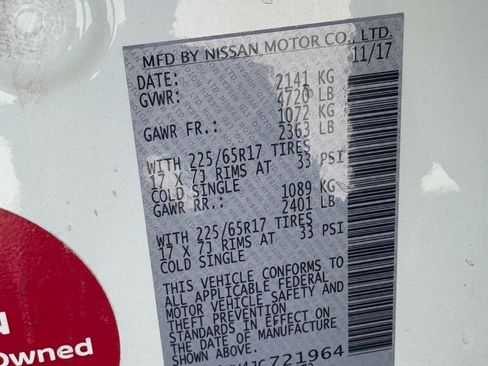 MFD BY NISSAN MOTOR CO., LTD.
DATE: 11/17
GVWR: 2141 KG
4720 LB
GAWR FR.: 1072 KG
2363 LB
WITH 225/65R17 TIRES
17 X 7J RIMS AT 33 PSI
COLD SINGLE
GAWR RR.: 1089 KG
2401 LB
WITH 225/65R17 TIRES
17 X 7J RIMS AT 33 PSI
COLD SINGLE
THIS VEHICLE CONFORMS TO
ALL APPLICABLE FEDERAL
MOTOR VEHICLE SAFETY AND
THEFT PREVENTION
STANDARDS IN EFFECT ON
THE DATE OF MANUFACTURE
SHOWN ABOVE.
721964
Owned